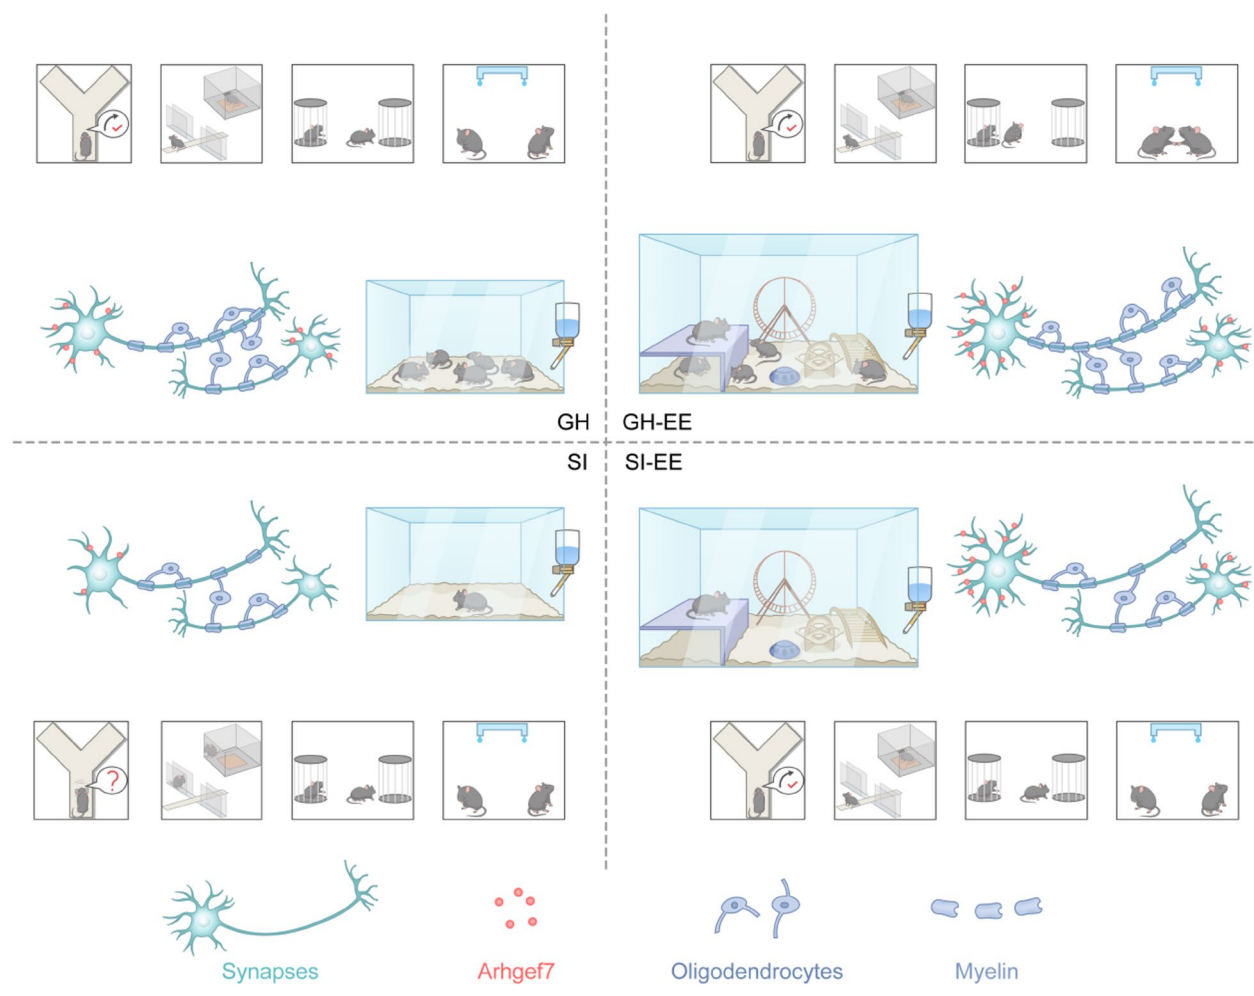 GH
GH-EE
SI
SI-EE
?
?
Synapses
Arhgef7
Oligodendrocytes
Myelin